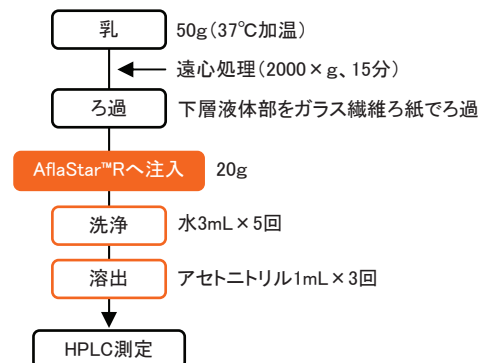 乳 50g(37℃加温)
遠心処理(2000×g、15分)
ろ過 下層液体部をガラス繊維ろ紙でろ過
AflaStar™Rへ注入 20g
洗浄 水3mL×5回
溶出 アセトニトリル1mL×3回
HPLC測定